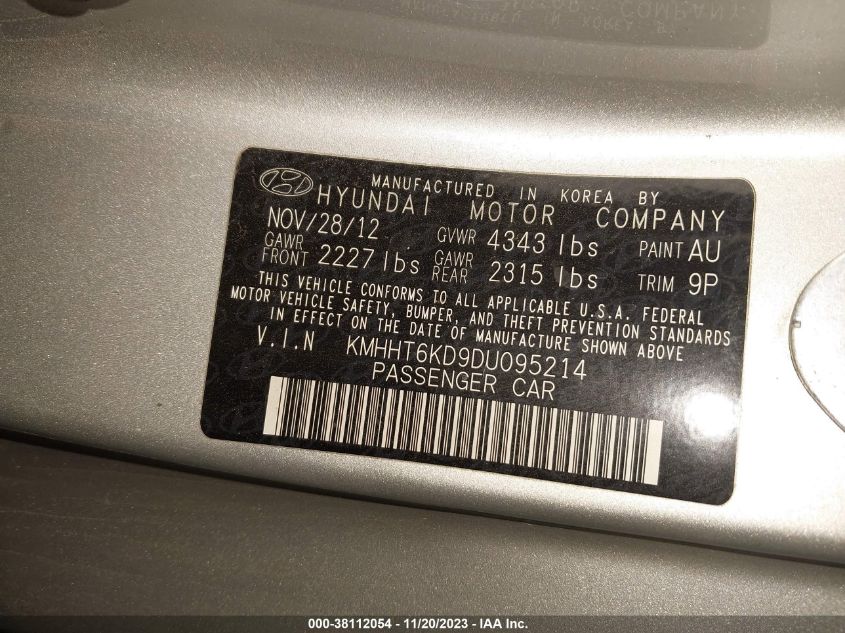 MANUFACTURED IN KOREA BY
HYUNDAI MOTOR COMPANY
NOV/28/12 GVWR 4343 lbs PAINT AU
GAWR FRONT 2227 lbs GAWR REAR 2315 lbs TRIM 9P
THIS VEHICLE CONFORMS TO ALL APPLICABLE U.S.A. FEDERAL
MOTOR VEHICLE SAFETY, BUMPER, AND THEFT PREVENTION STANDARDS
IN EFFECT ON THE DATE OF MANUFACTURE SHOWN ABOVE
V.I.N KMHHT6KD9DU095214
PASSENGER CAR
000-38112054 - 11/20/2023 - IAA Inc.